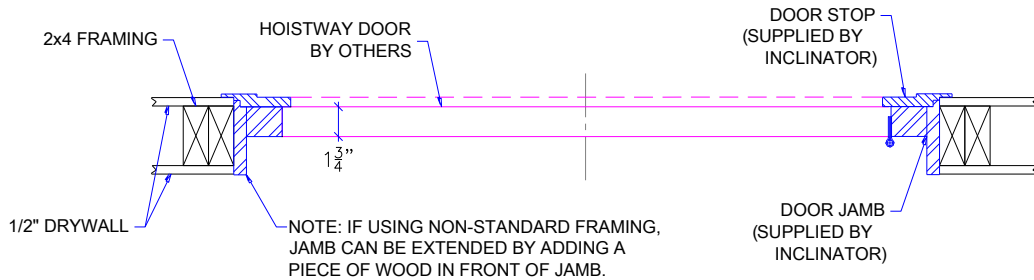 2x4 FRAMING
HOISTWAY DOOR
BY OTHERS
DOOR STOP
(SUPPLIED BY
INCLINATOR)
1 3/4"
1/2" DRYWALL
NOTE: IF USING NON-STANDARD FRAMING,
JAMB CAN BE EXTENDED BY ADDING A
PIECE OF WOOD IN FRONT OF JAMB.
DOOR JAMB
(SUPPLIED BY
INCLINATOR)